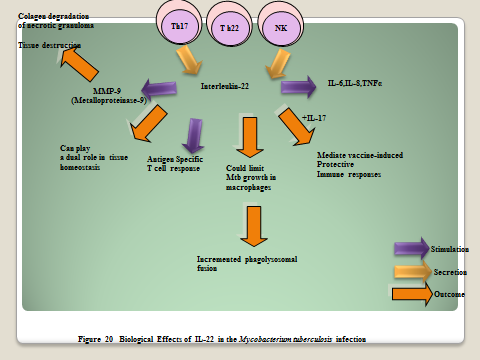 Colagen degradation
of necrotic granuloma
Tissue destruction
Th17
T h22
NK
Interleukin-22
MMP-9
(Metalloproteinase-9)
IL-6,IL-8,TNFα
+IL-17
Can play
a dual role in tissue
homeostasis
Antigen Specific
T cell response
Could limit
Mtb growth in
macrophages
Mediate vaccine-induced
Protective
Immune responses
Incremented phagolysosomal
fusion
Stimulation
Secretion
Outcome
Figure 20 Biological Effects of IL-22 in the Mycobacterium tuberculosis infection